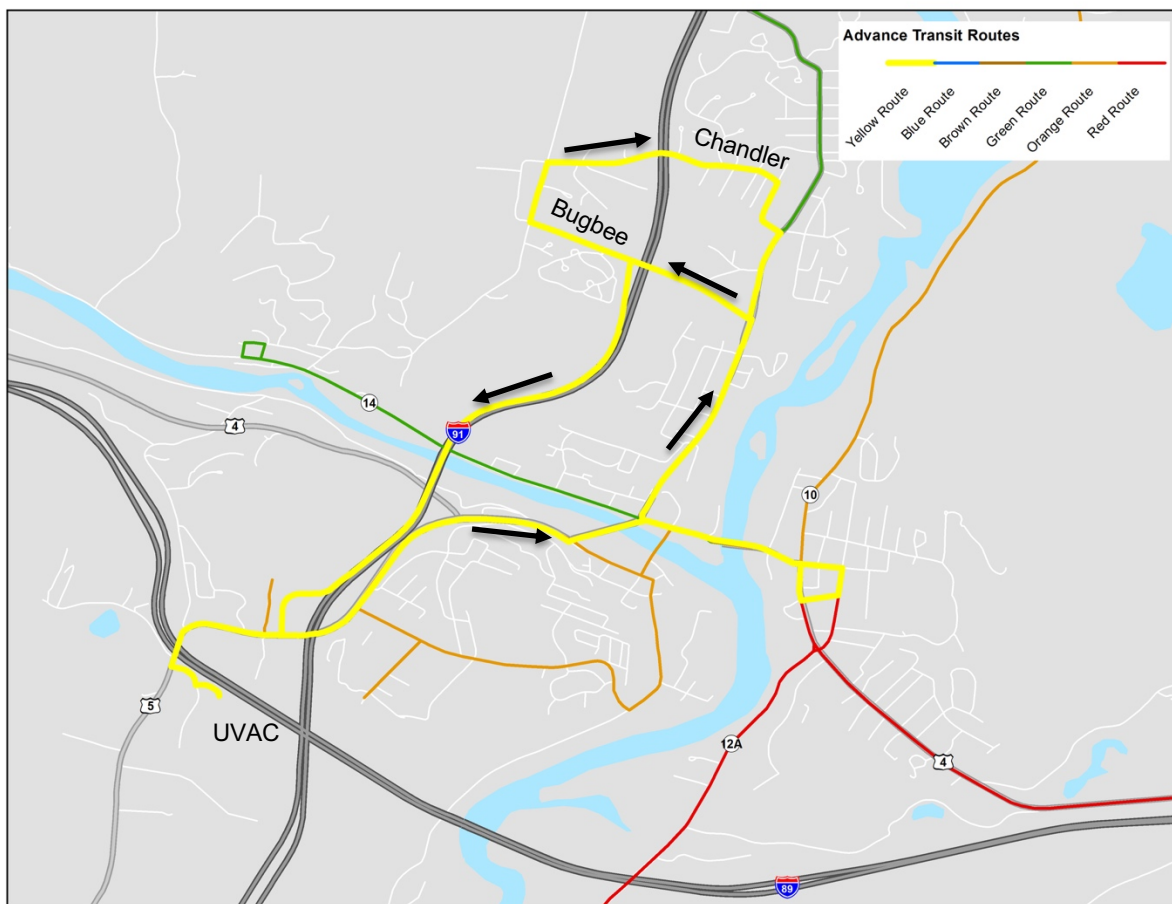 Advance Transit Routes
Yellow Route
Blue Route
Brown Route
Green Route
Orange Route
Red Route
Chandler
Bugbee
14
4
91
10
5
UVAC
12A
4
89